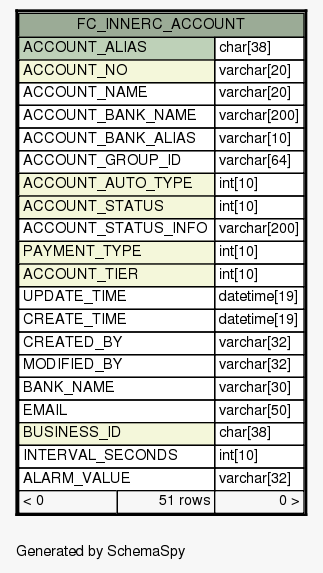 FC_INNERC_ACCOUNT
ACCOUNT_ALIAS char[38]
ACCOUNT_NO varchar[20]
ACCOUNT_NAME varchar[20]
ACCOUNT_BANK_NAME varchar[200]
ACCOUNT_BANK_ALIAS varchar[10]
ACCOUNT_GROUP_ID varchar[64]
ACCOUNT_AUTO_TYPE int[10]
ACCOUNT_STATUS int[10]
ACCOUNT_STATUS_INFO varchar[200]
PAYMENT_TYPE int[10]
ACCOUNT_TIER int[10]
UPDATE_TIME datetime[19]
CREATE_TIME datetime[19]
CREATED_BY varchar[32]
MODIFIED_BY varchar[32]
BANK_NAME varchar[30]
EMAIL varchar[50]
BUSINESS_ID char[38]
INTERVAL_SECONDS int[10]
ALARM_VALUE varchar[32]
< 0 51 rows 0 >
Generated by SchemaSpy